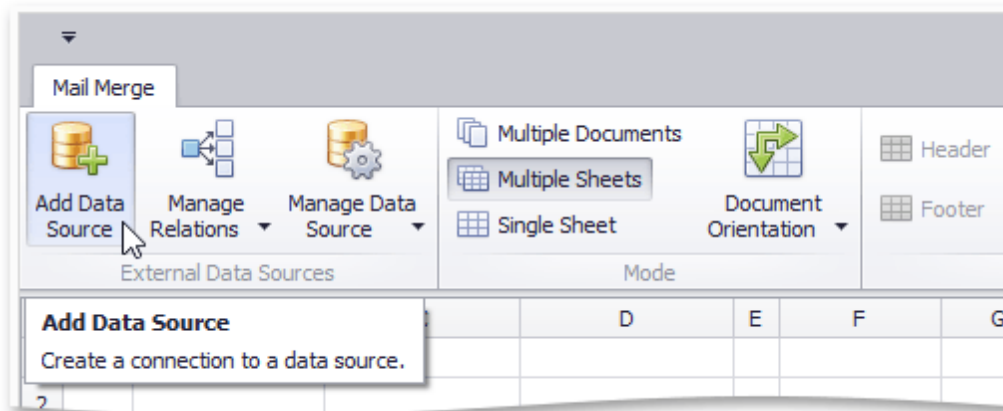 Mail Merge
Add Data
Source
Manage
Relations
Manage Data
Source
External Data Sources
Multiple Documents
Multiple Sheets
Single Sheet
Document
Orientation
Mode
Header
Footer
D E F G
Add Data Source
Create a connection to a data source.
2